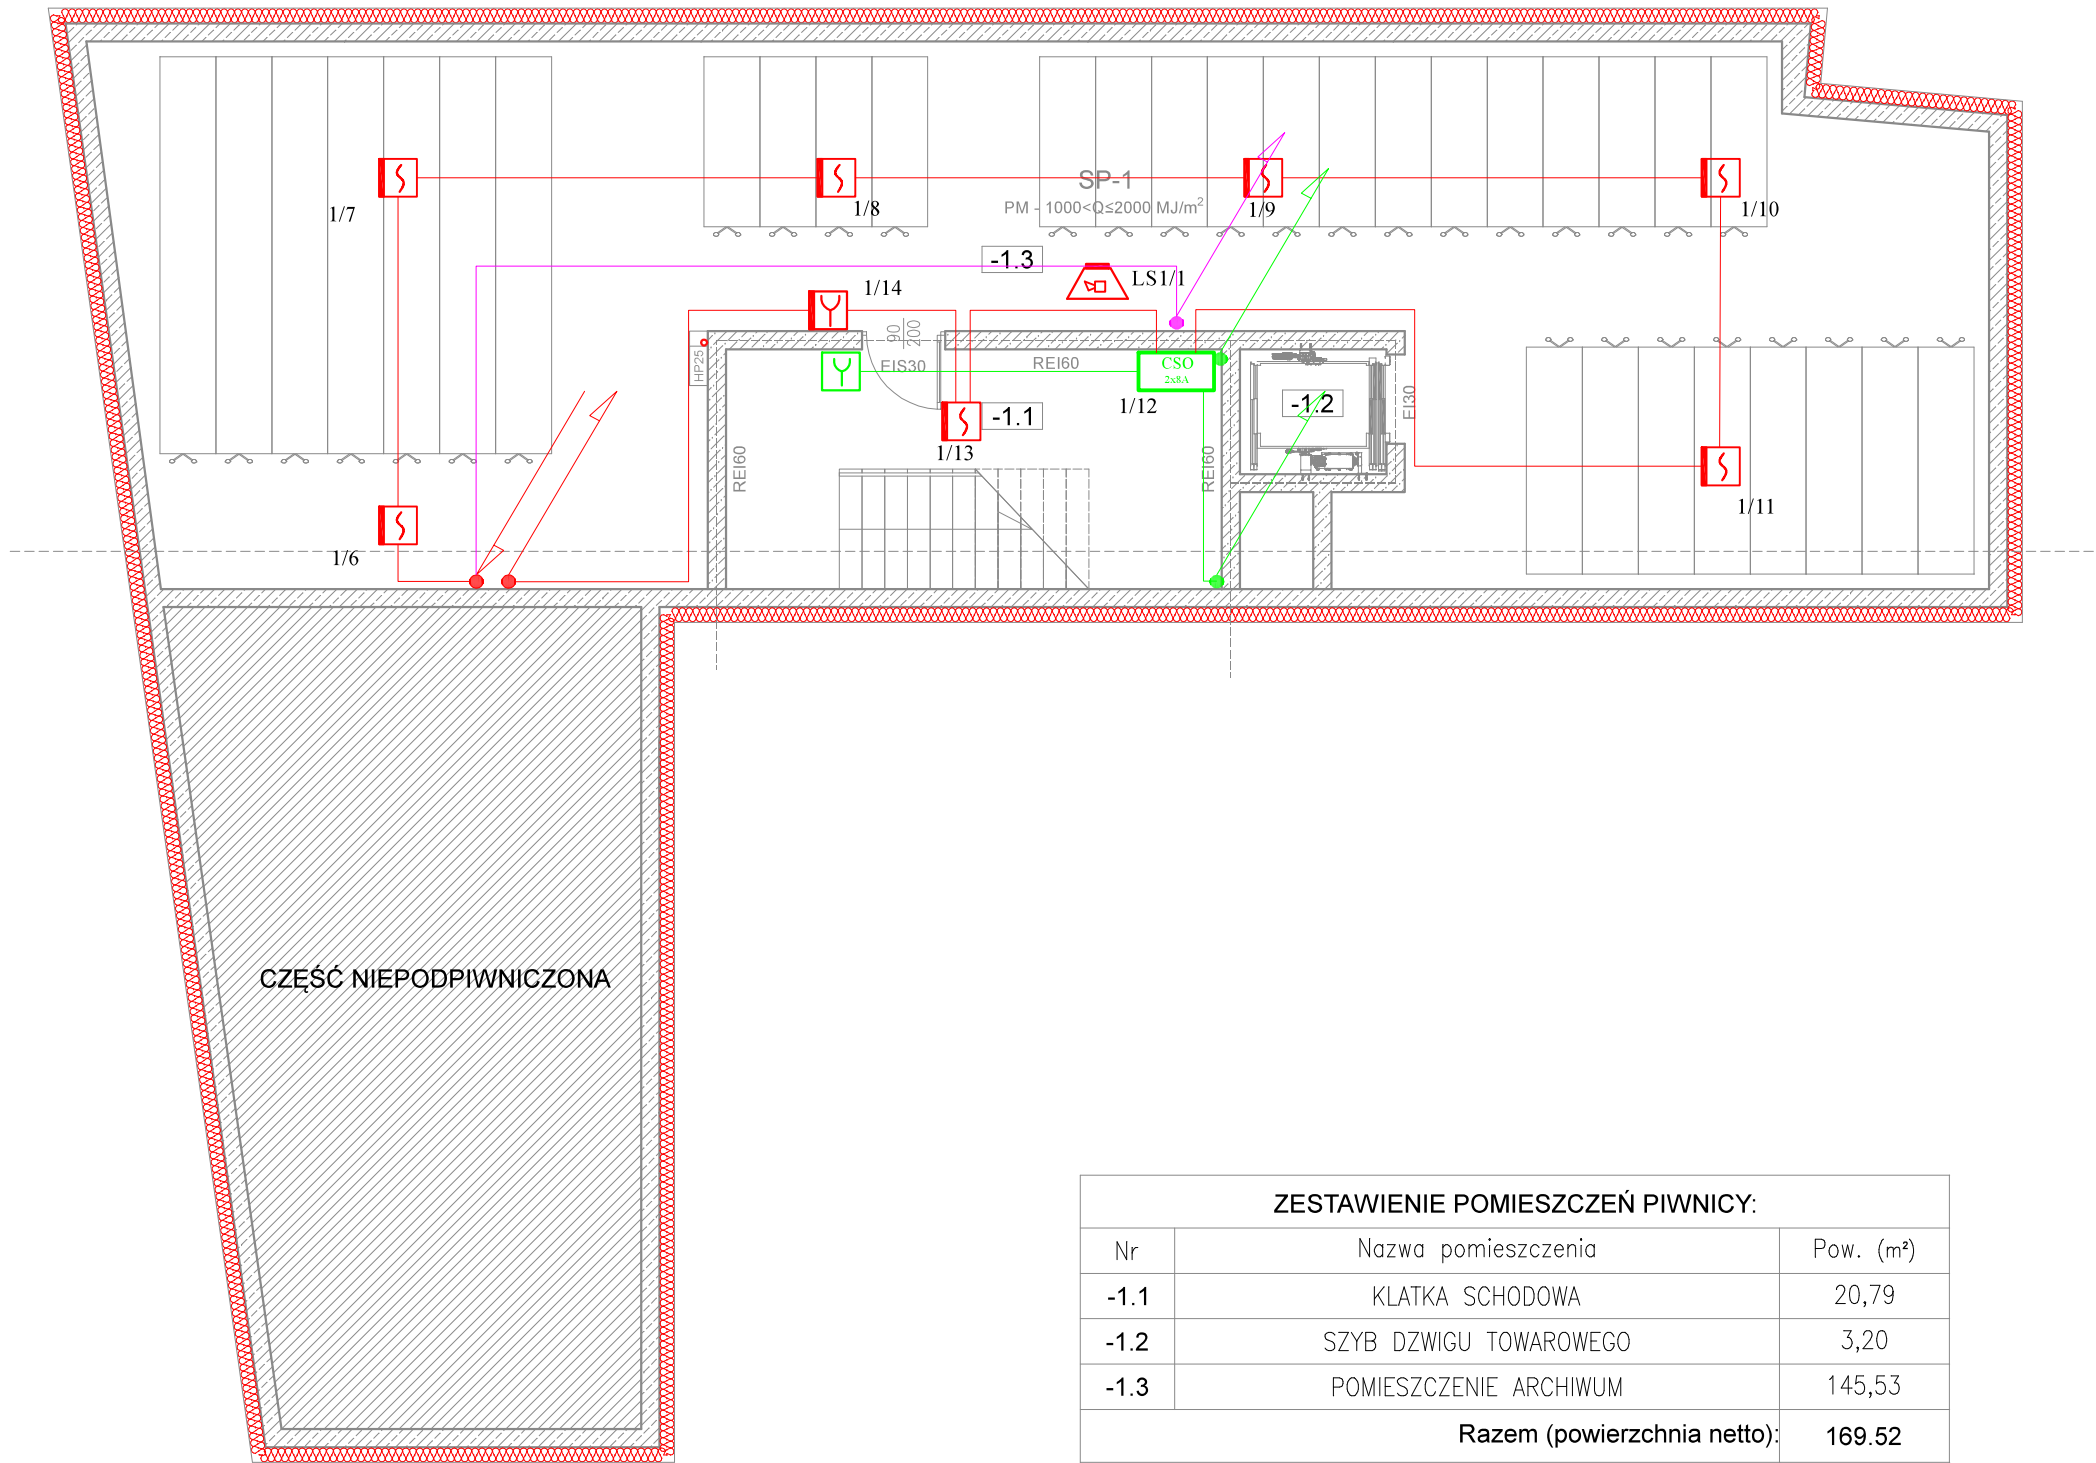 1/7
1/8
SP-1
PM - 1000<Q≤2000 MJ/m²
1/9
1/10
-1.3
LS1/1
1/14
90
200
HP25
EIS30
REI60
CSO
2x8A
1/12
-1.2
EI30
-1.1
1/13
REI60
REI60
1/11
1/6
CZĘŚĆ NIEPODPIWNICZONA
ZESTAWIENIE POMIESZCZEŃ PIWNICY:
Nr Nazwa pomieszczenia Pow. (m²)
-1.1 KLATKA SCHODOWA 20,79
-1.2 SZYB DZWIGU TOWAROWEGO 3,20
-1.3 POMIESZCZENIE ARCHIWUM 145,53
Razem (powierzchnia netto): 169.52